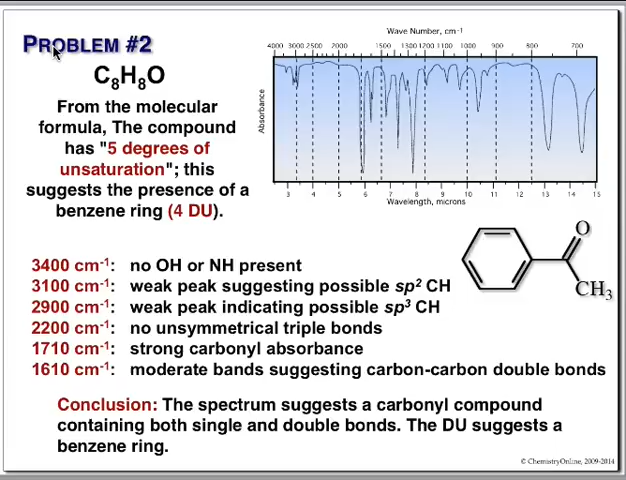 PROBLEM #2
C₈H₈O
From the molecular
formula, The compound
has "5 degrees of
unsaturation"; this
suggests the presence of a
benzene ring (4 DU).
Wave Number, cm⁻¹
4000 3000 2500 2000 1500 1300 1200 1100 1000 900 800 700
Absorbance
3 4 5 6 7 8 9 10 11 12 13 14 15
Wavelength, microns
O
CH₃
3400 cm⁻¹: no OH or NH present
3100 cm⁻¹: weak peak suggesting possible sp² CH
2900 cm⁻¹: weak peak indicating possible sp³ CH
2200 cm⁻¹: no unsymmetrical triple bonds
1710 cm⁻¹: strong carbonyl absorbance
1610 cm⁻¹: moderate bands suggesting carbon-carbon double bonds
Conclusion: The spectrum suggests a carbonyl compound
containing both single and double bonds. The DU suggests a
benzene ring.
© ChemistryOnline, 2009-2014